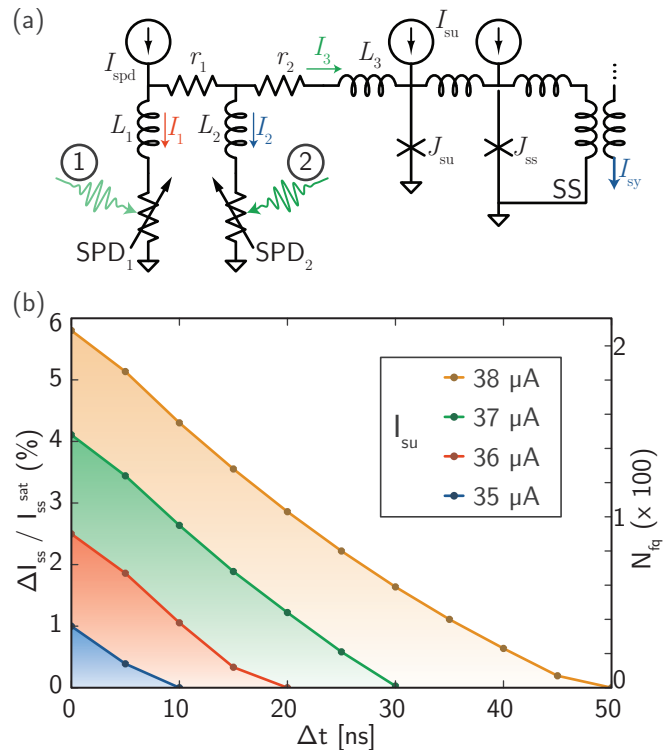 (a)
I_spd
r_1
r_2
I_3
L_3
I_su
L_1
I_1
L_2
I_2
J_su
J_ss
SS
I_sy
...
1
2
SPD_1
SPD_2
(b)
6
5
4
3
2
1
0
ΔI_ss / I_ss^sat (%)
I_su
38 µA
37 µA
36 µA
35 µA
2
1
0
N_fq (× 100)
0
10
20
30
40
50
Δt [ns]